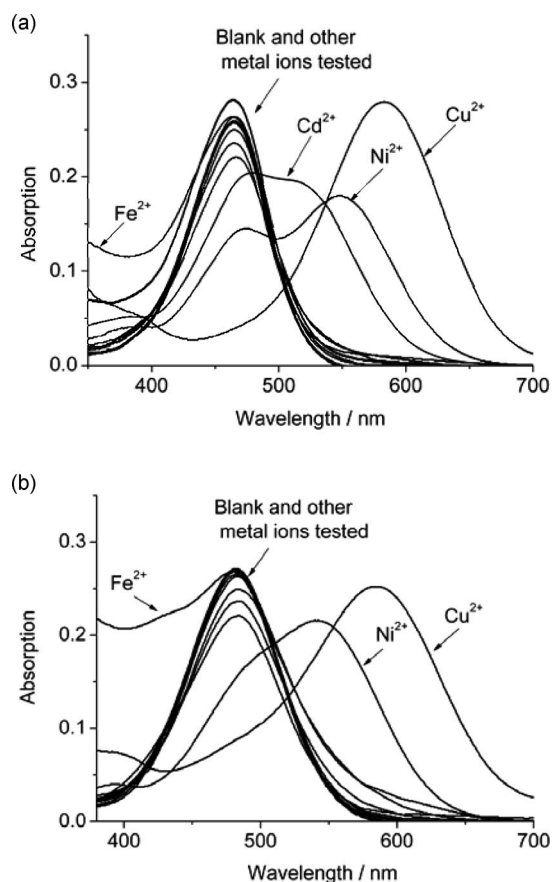 (a)
Blank and other
metal ions tested
Cd²⁺
Cu²⁺
Ni²⁺
Fe²⁺
Absorption
0.3
0.2
0.1
0.0
400
500
600
700
Wavelength / nm
(b)
Blank and other
metal ions tested
Fe²⁺
Ni²⁺
Cu²⁺
Absorption
0.3
0.2
0.1
0.0
400
500
600
700
Wavelength / nm